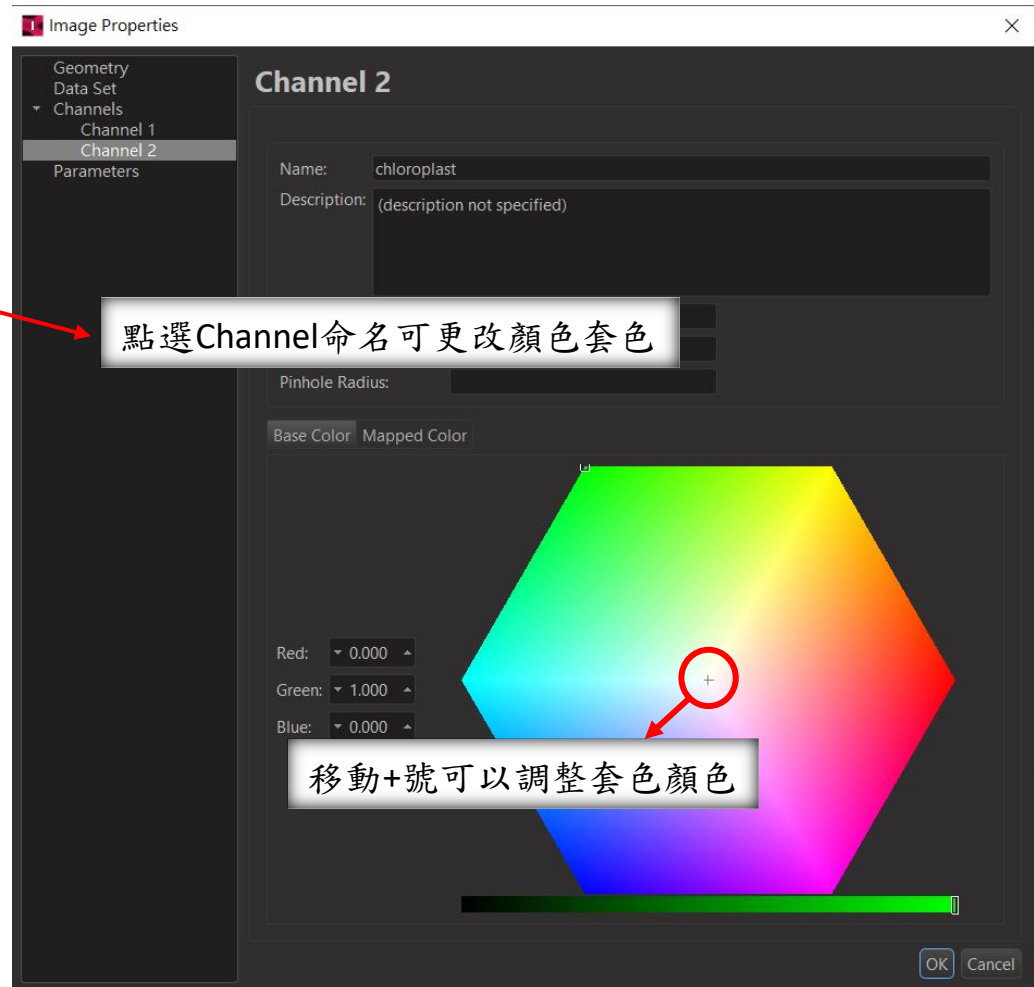 Image Properties
Geometry
Data Set
Channels
Channel 1
Channel 2
Parameters
Channel 2
Name: chloroplast
Description: (description not specified)
點選Channel命名可更改顏色套色
Pinhole Radius:
Base Color Mapped Color
Red: 0.000
Green: 1.000
Blue: 0.000
移動+號可以調整套色顏色
OK Cancel